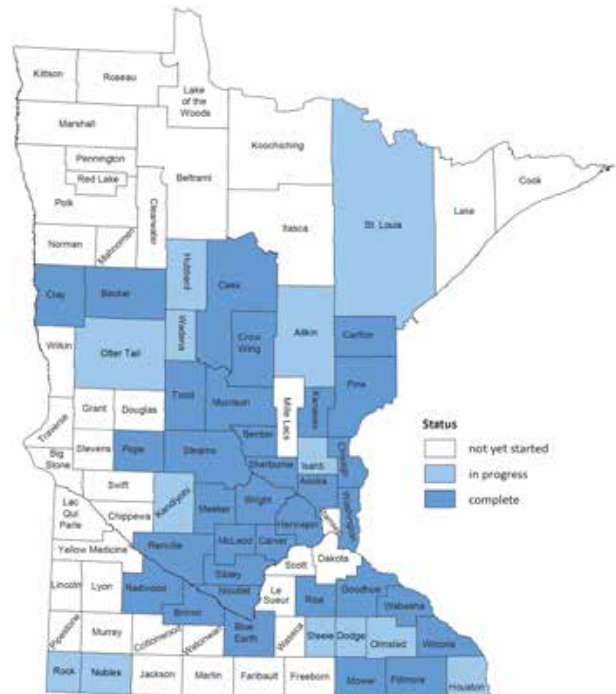 Kittson
Roseau
Lake
of the
Woods
Marshall
Koochiching
Pennington
Red Lake
Beltrami
Polk
Clearwater
Cook
Lake
St. Louis
Itasca
Norman
Mahnomen
Hubbard
Cass
Clay
Becker
Wadena
Aitkin
Crow
Wing
Carlton
Wilkin
Otter Tail
Pine
Todd
Morrison
Mille Lacs
Kanabec
Grant
Douglas
Traverse
Stevens
Pope
Stearns
Benton
Big
Stone
Sherburne
Isanti
Chisago
Anoka
Swift
Kandiyohi
Meeker
Wright
Washington
Hennepin
Ramsey
Lac
Qui
Parle
Chippewa
McLeod
Carver
Yellow Medicine
Renville
Scott
Dakota
Sibley
Lincoln
Lyon
Redwood
Nicollet
Le
Sueur
Rice
Goodhue
Wabasha
Brown
Blue
Earth
Pipestone
Murray
Cottonwood
Watonwan
Waseca
Steele
Dodge
Olmsted
Winona
Rock
Nobles
Jackson
Martin
Faribault
Freeborn
Mower
Fillmore
Houston
Status
not yet started
in progress
complete